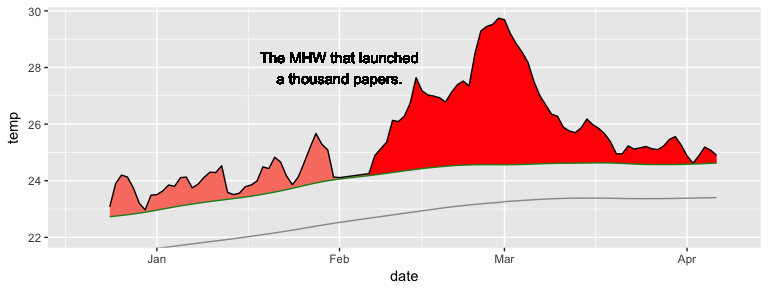 30
The MHW that launched
a thousand papers.
28
26
24
22
temp
Jan
Feb
Mar
Apr
date